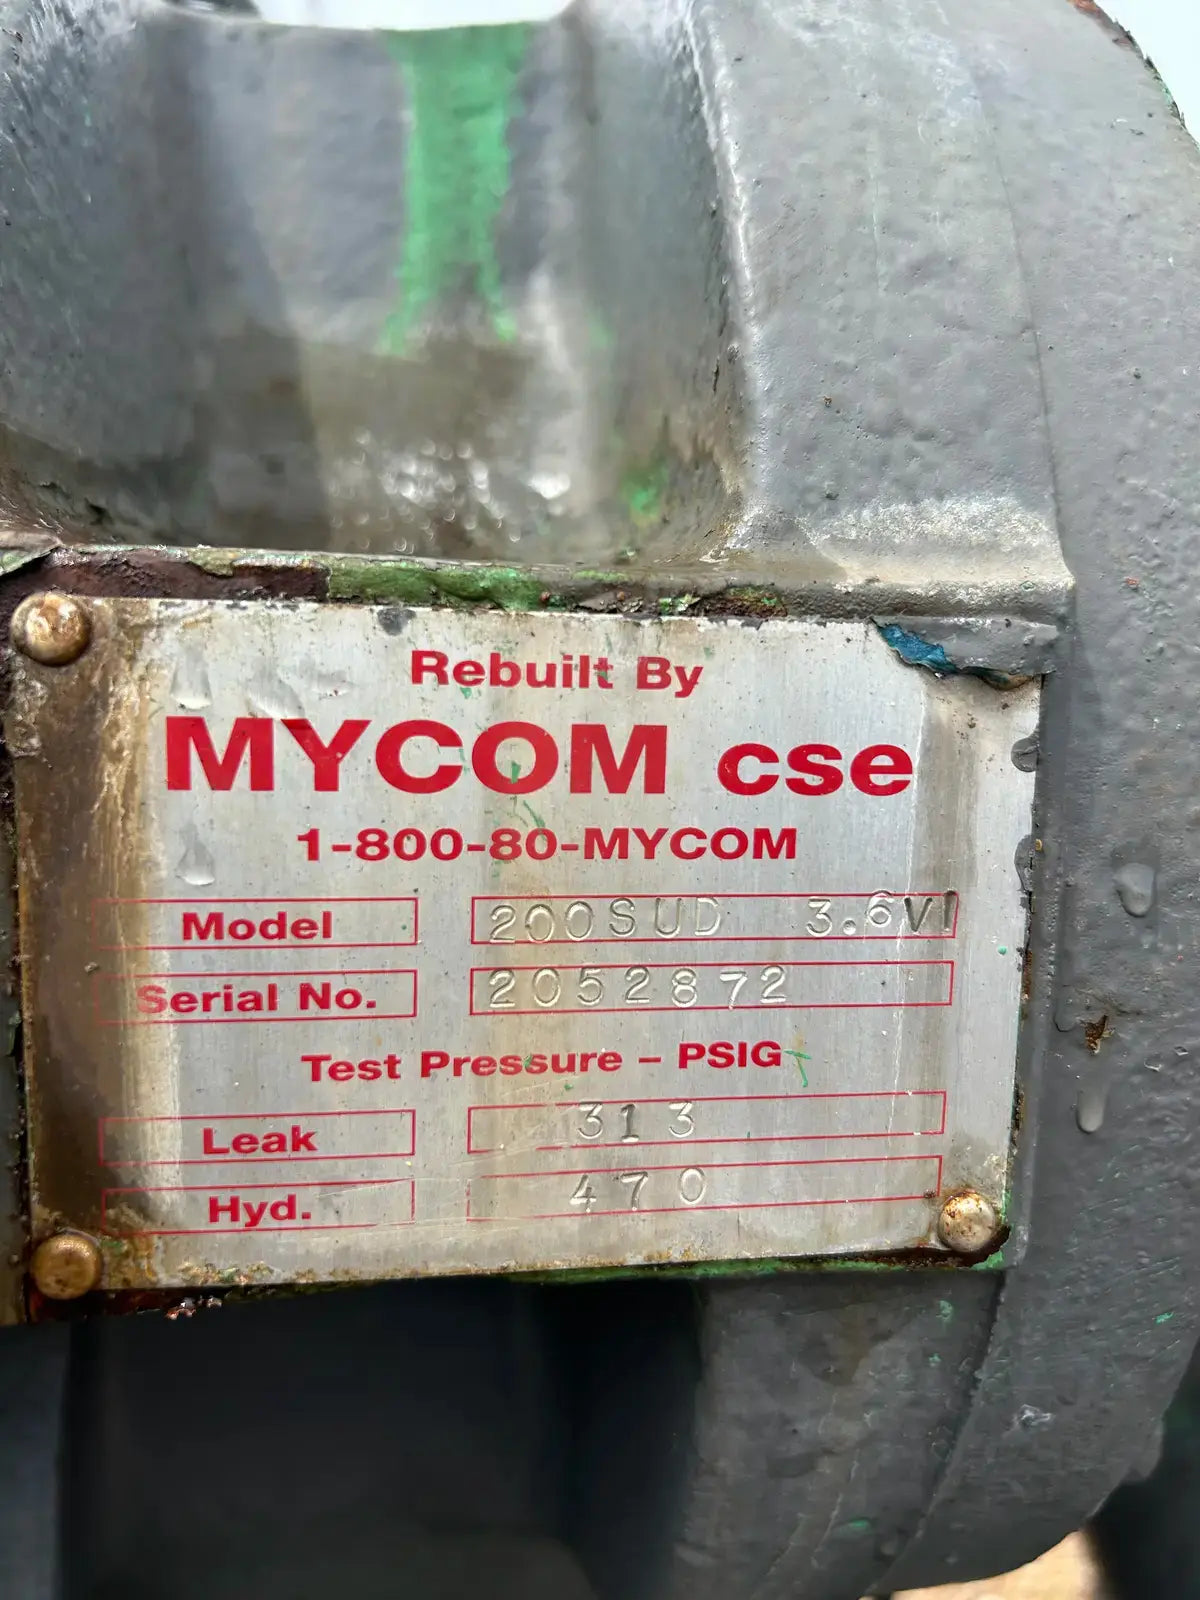 Rebuilt By
MYCOM cse
1-800-80-MYCOM
Model 200SUD 3.6VI
Serial No. 2052872
Test Pressure – PSIG
Leak 313
Hyd. 470